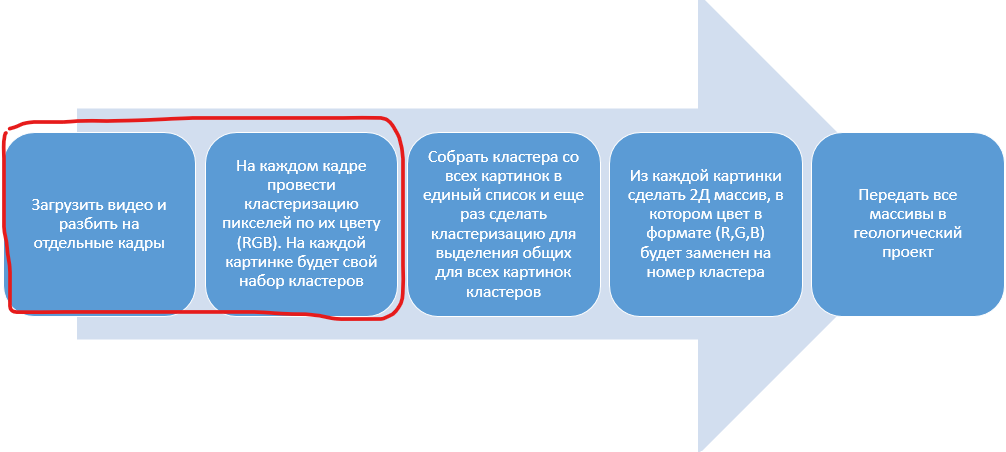 Загрузить видео и
разбить на
отдельные кадры
На каждом кадре
провести
кластеризацию
пикселей по их цвету
(RGB). На каждой
картинке будет свой
набор кластеров
Собрать кластера со
всех картинок в
единый список и еще
раз сделать
кластеризацию для
выделения общих
для всех картинок
кластеров
Из каждой картинки
сделать 2Д массив, в
котором цвет в
формате (R,G,B)
будет заменен на
номер кластера
Передать все
массивы в
геологический
проект